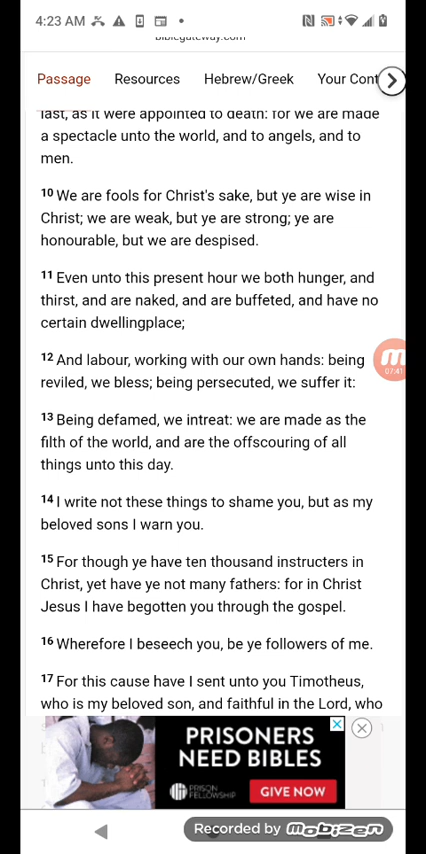 4:23 AM
biblegateway.com
Passage Resources Hebrew/Greek Your Cont
last, as it were appointed to death: for we are made
a spectacle unto the world, and to angels, and to
men.
10 We are fools for Christ's sake, but ye are wise in
Christ; we are weak, but ye are strong; ye are
honourable, but we are despised.
11 Even unto this present hour we both hunger, and
thirst, and are naked, and are buffeted, and have no
certain dwellingplace;
12 And labour, working with our own hands: being
reviled, we bless; being persecuted, we suffer it:
07:41
13 Being defamed, we intreat: we are made as the
filth of the world, and are the offscouring of all
things unto this day.
14 I write not these things to shame you, but as my
beloved sons I warn you.
15 For though ye have ten thousand instructers in
Christ, yet have ye not many fathers: for in Christ
Jesus I have begotten you through the gospel.
16 Wherefore I beseech you, be ye followers of me.
17 For this cause have I sent unto you Timotheus,
who is my beloved son, and faithful in the Lord, who
PRISONERS
NEED BIBLES
PRISON
FELLOWSHIP
GIVE NOW
Recorded by mobizen